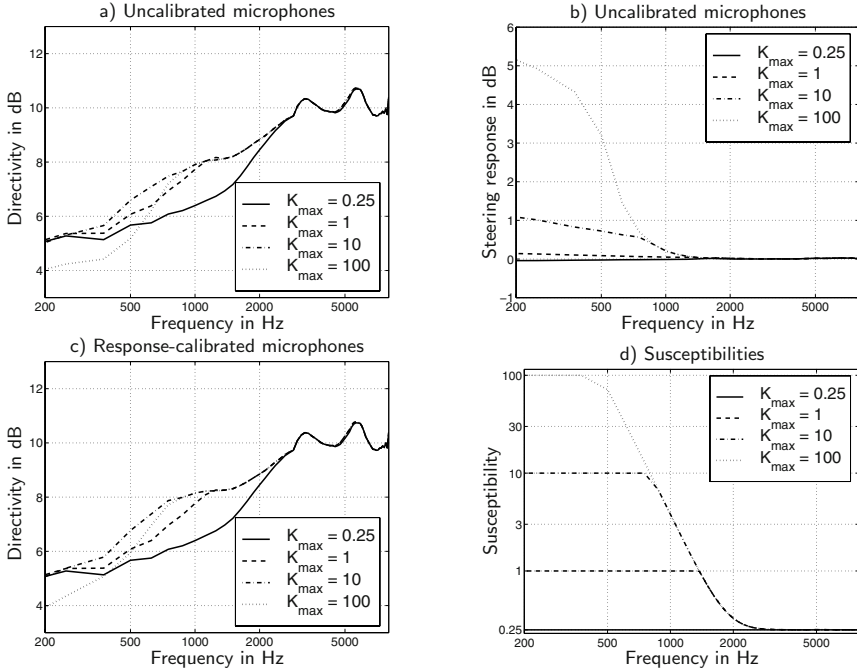 a) Uncalibrated microphones
12
10
8
6
4
200
500
1000
2000
5000
Directivity in dB
Frequency in Hz
K_max = 0.25
K_max = 1
K_max = 10
K_max = 100
b) Uncalibrated microphones
6
5
4
3
2
1
0
−1
200
500
1000
2000
5000
Steering response in dB
Frequency in Hz
K_max = 0.25
K_max = 1
K_max = 10
K_max = 100
c) Response-calibrated microphones
12
10
8
6
4
200
500
1000
2000
5000
Directivity in dB
Frequency in Hz
K_max = 0.25
K_max = 1
K_max = 10
K_max = 100
d) Susceptibilities
100
30
10
3
1
0.25
200
500
1000
2000
5000
Susceptibility
Frequency in Hz
K_max = 0.25
K_max = 1
K_max = 10
K_max = 100